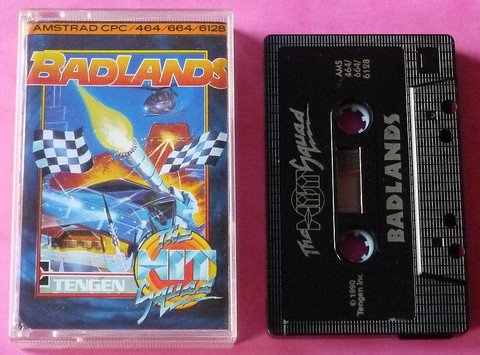 AMSTRAD CPC/464/664/6128
BADLANDS
TENGEN
The
HIT
Squad
AMS
464/
664/
6128
The HIT Squad
BADLANDS
© 1990
Tengen Inc